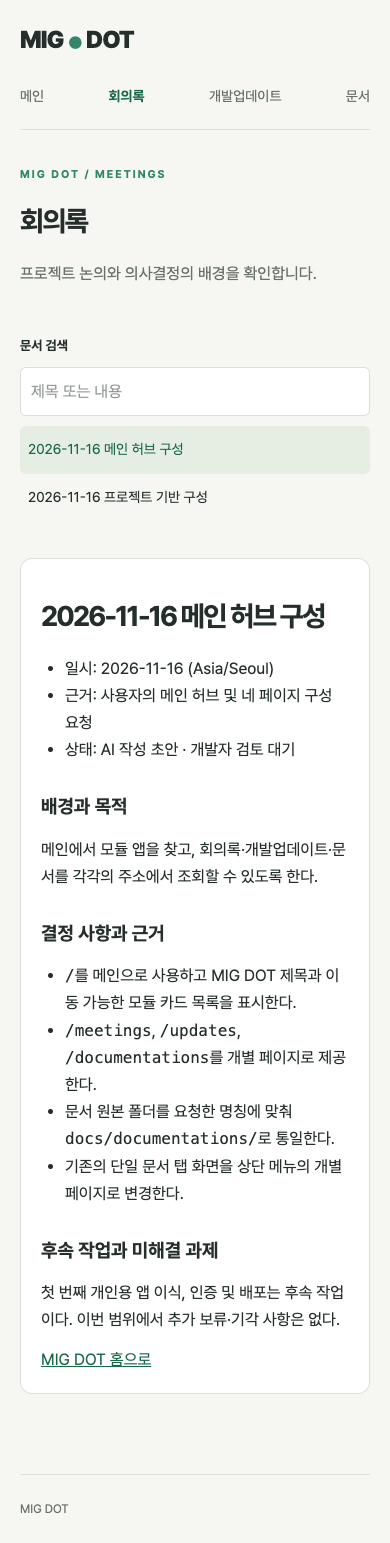 MIG DOT
메인 회의록 개발업데이트 문서
MIG DOT / MEETINGS
회의록
프로젝트 논의와 의사결정의 배경을 확인합니다.
문서 검색
제목 또는 내용
2026-11-16 메인 허브 구성
2026-11-16 프로젝트 기반 구성
2026-11-16 메인 허브 구성
• 일시: 2026-11-16 (Asia/Seoul)
• 근거: 사용자의 메인 허브 및 네 페이지 구성
요청
• 상태: AI 작성 초안 · 개발자 검토 대기
배경과 목적
메인에서 모듈 앱을 찾고, 회의록·개발업데이트·문
서를 각각의 주소에서 조회할 수 있도록 한다.
결정 사항과 근거
• /를 메인으로 사용하고 MIG DOT 제목과 이
동 가능한 모듈 카드 목록을 표시한다.
• /meetings, /updates,
/documentations를 개별 페이지로 제공
한다.
• 문서 원본 폴더를 요청한 명칭에 맞춰
docs/documentations/로 통일한다.
• 기존의 단일 문서 탭 화면을 상단 메뉴의 개별
페이지로 변경한다.
후속 작업과 미해결 과제
첫 번째 개인용 앱 이식, 인증 및 배포는 후속 작업
이다. 이번 범위에서 추가 보류·기각 사항은 없다.
MIG DOT 홈으로
MIG DOT